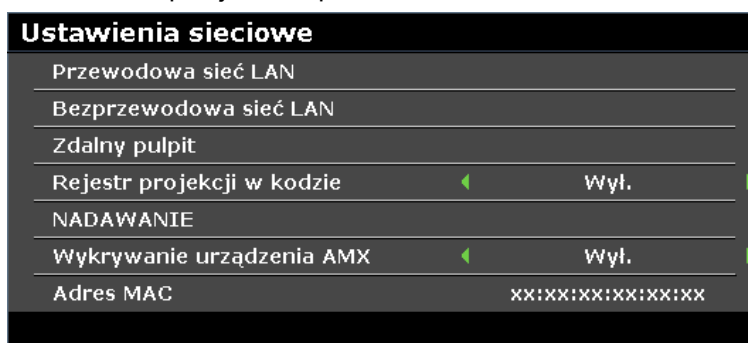 Ustawienia sieciowe
Przewodowa sieć LAN
Bezprzewodowa sieć LAN
Zdalny pulpit
Rejestr projekcji w kodzie Wył.
NADAWANIE
Wykrywanie urządzenia AMX Wył.
Adres MAC xx:xx:xx:xx:xx:xx